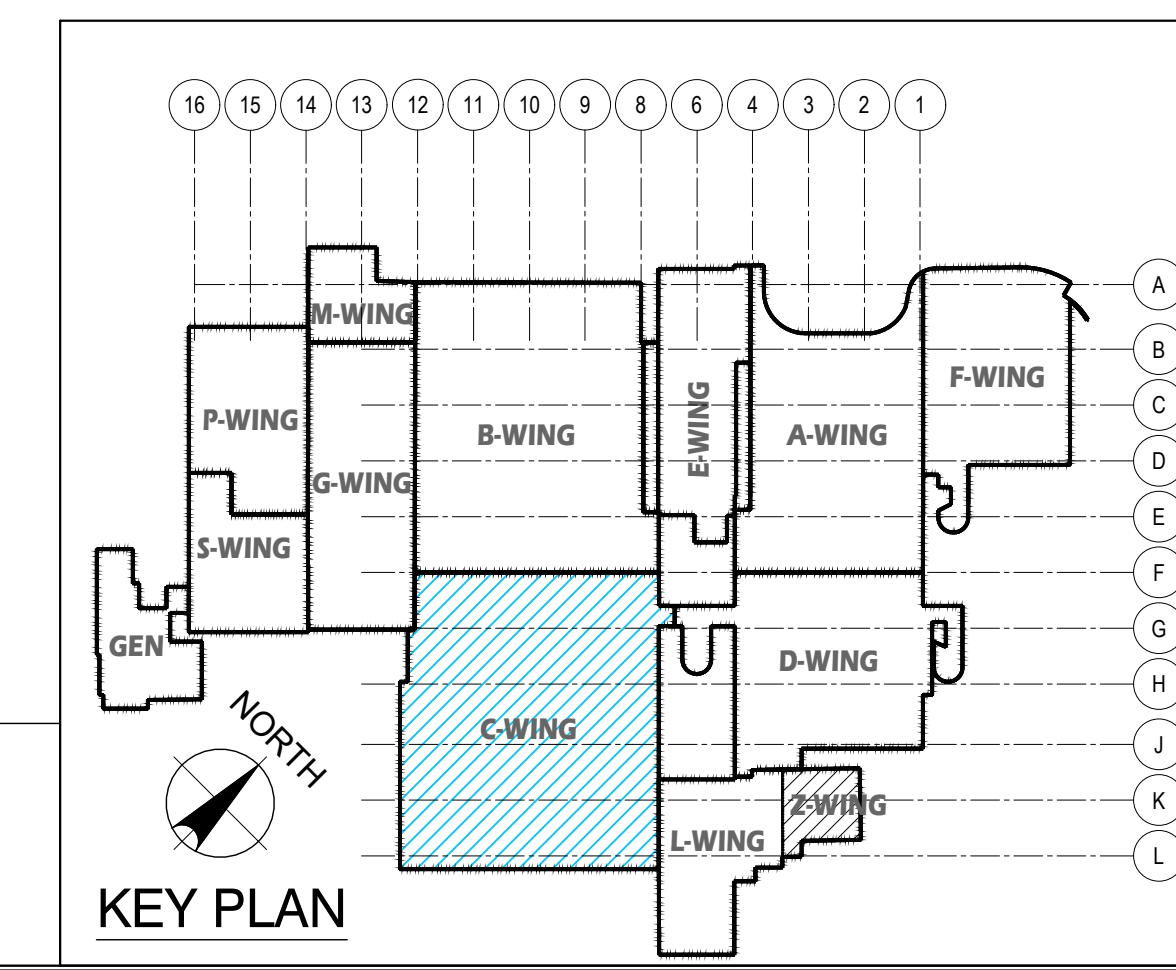 16 15 14 13 12 11 10 9 8 6 4 3 2 1
A
M-WING
B
F-WING
C
P-WING
B-WING
E-WING
A-WING
D
G-WING
E
S-WING
F
G
GEN
D-WING
H
NORTH
C-WING
J
Z-WING
K
L-WING
L
KEY PLAN